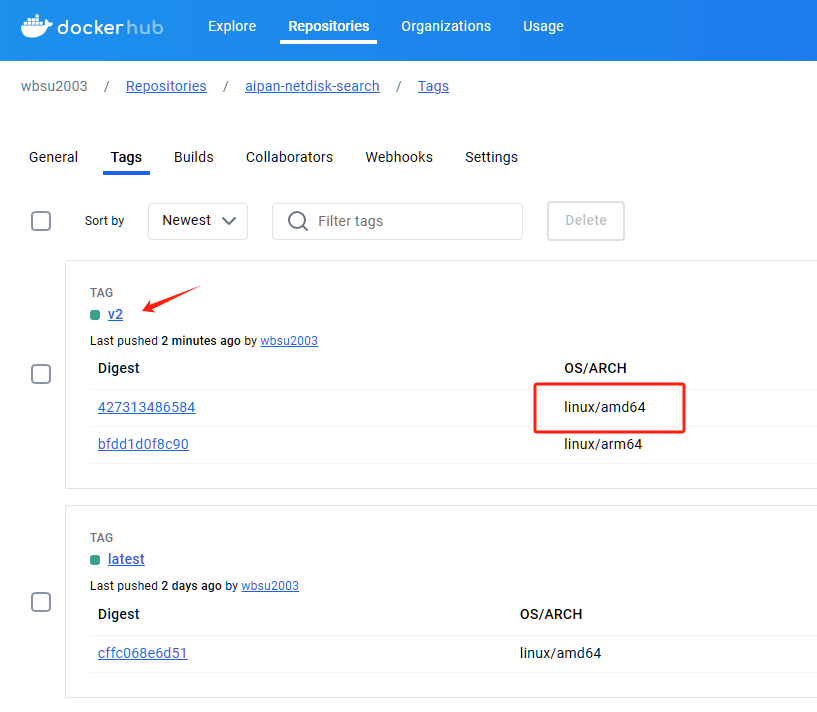 dockerhub Explore Repositories Organizations Usage
wbsu2003 / Repositories / aipan-netdisk-search / Tags
General Tags Builds Collaborators Webhooks Settings
Sort by Newest Filter tags Delete
TAG
v2
Last pushed 2 minutes ago by wbsu2003
Digest OS/ARCH
427313486584 linux/amd64
bfdd1d0f8c90 linux/arm64
TAG
latest
Last pushed 2 days ago by wbsu2003
Digest OS/ARCH
cffc068e6d51 linux/amd64